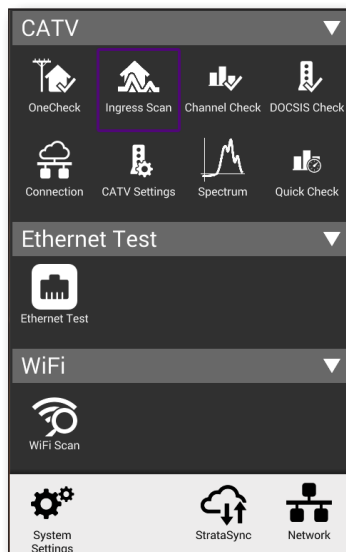 CATV
OneCheck
Ingress Scan
Channel Check
DOCSIS Check
Connection
CATV Settings
Spectrum
Quick Check
Ethernet Test
Ethernet Test
WiFi
WiFi Scan
System
Settings
StrataSync
Network